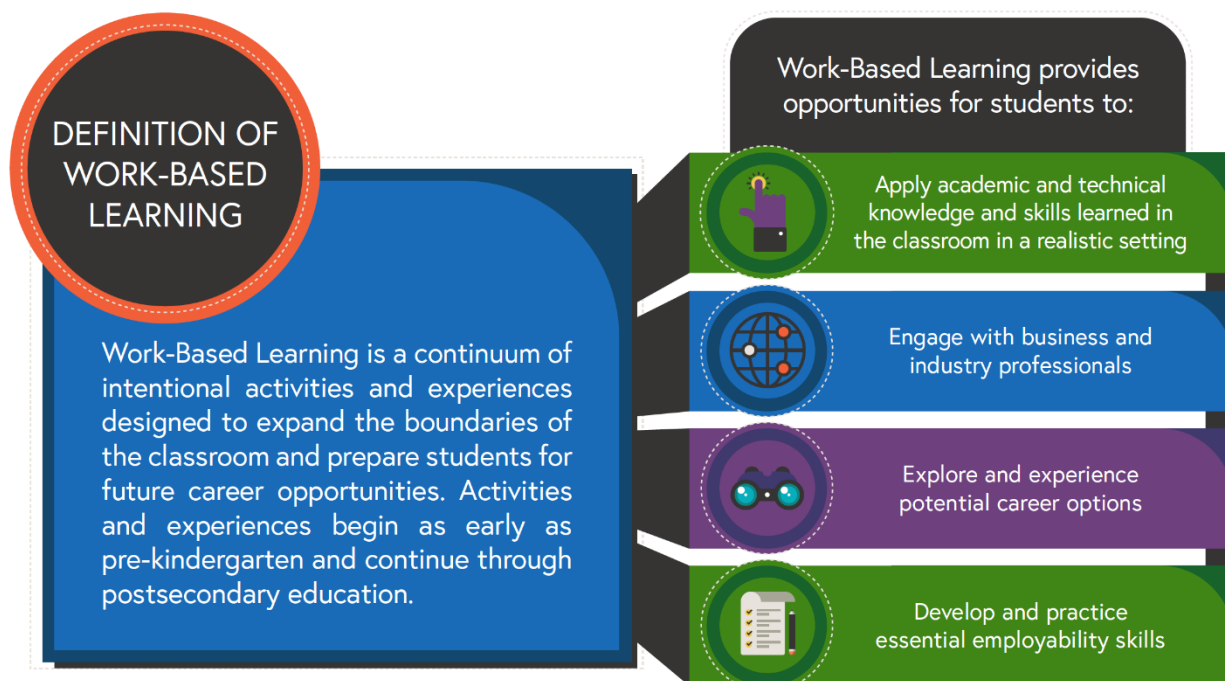 DEFINITION OF
WORK-BASED
LEARNING
Work-Based Learning is a continuum of
intentional activities and experiences
designed to expand the boundaries of
the classroom and prepare students for
future career opportunities. Activities
and experiences begin as early as
pre-kindergarten and continue through
postsecondary education.
Work-Based Learning provides
opportunities for students to:
Apply academic and technical
knowledge and skills learned in
the classroom in a realistic setting
Engage with business and
industry professionals
Explore and experience
potential career options
Develop and practice
essential employability skills